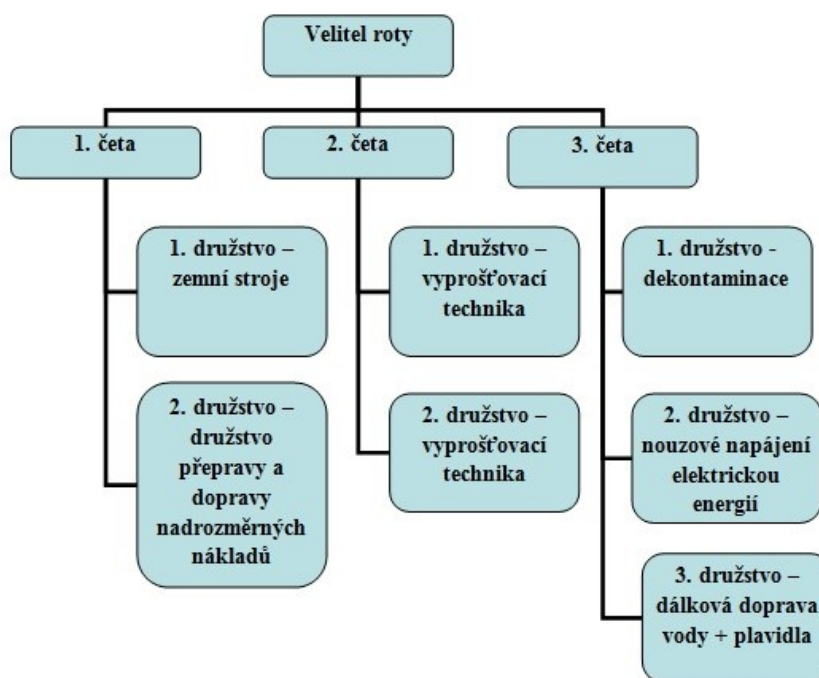 Velitel roty
1. četa
2. četa
3. četa
1. družstvo –
zemní stroje
1. družstvo –
vyprošťovací
technika
1. družstvo -
dekontaminace
2. družstvo –
družstvo
přepravy a
dopravy
nadrozměrných
nákladů
2. družstvo –
vyprošťovací
technika
2. družstvo –
nouzové napájení
elektrickou
energií
3. družstvo –
dálková doprava
vody + plavidla